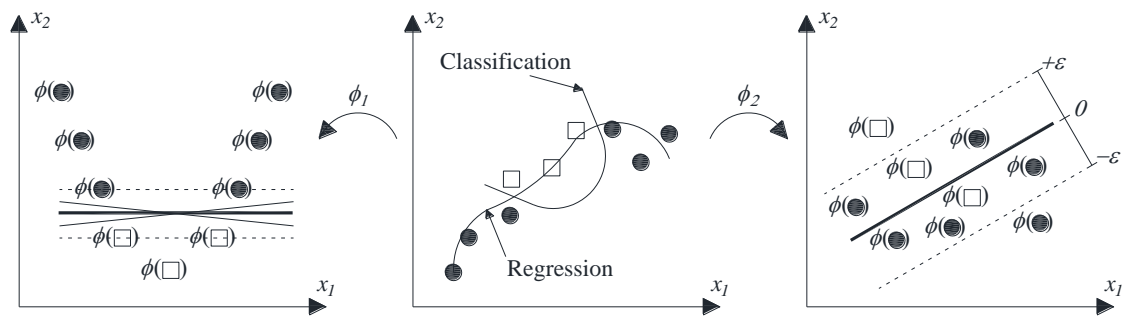 x₂
ϕ(●)
ϕ(●)
ϕ(●)
ϕ(●)
ϕ(●)
ϕ(●)
ϕ(□)
ϕ(□)
ϕ(□)
x₁
ϕ₁
x₂
Classification
Regression
x₁
ϕ₂
x₂
+ε
0
−ε
ϕ(□)
ϕ(●)
ϕ(□)
ϕ(●)
ϕ(□)
ϕ(●)
ϕ(●)
ϕ(●)
ϕ(●)
x₁